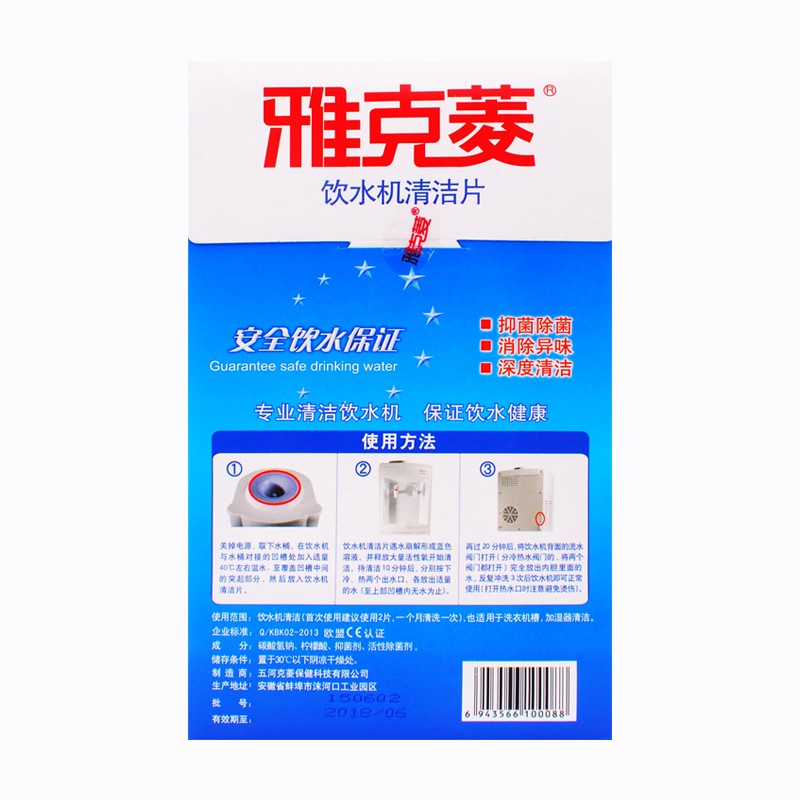 雅克菱®
饮水机清洁片
雅克菱®
安全饮水保证
Guarantee safe drinking water
■ 抑菌除菌
■ 消除异味
■ 深度清洁
专业清洁饮水机 保证饮水健康
使用方法
①
关掉电源，取下水桶，在饮水机
与水桶对接的凹槽处加入适量
40℃左右温水，至覆盖凹槽中间
的突起部分，然后放入饮水机
清洁片。
②
饮水机清洁片遇水崩解形成蓝色
溶液，并释放大量活性氧开始清
洁，待清洁10分钟后，分别按下
冷、热两个出水口，各放出适量
的水（至上部凹槽内无水为止）。
③
再过20分钟后，将饮水机背面的流水
阀门打开（分冷热水阀门的，将两个
阀门都打开）完全放出内胆里面的
水，反复冲洗3次后饮水机即可正常
使用（打开热水口时注意避免烫伤）。
使用范围：饮水机清洁（首次使用建议使用2片，一个月清洗一次），也适用于洗衣机槽，加湿器清洁。
企业标准：Q/KBK02-2013 欧盟CE认证
成 分：碳酸氢钠、柠檬酸、抑菌剂、活性除菌剂。
储存条件：置于30℃以下阴凉干燥处。
制 造 商：五河克菱保健科技有限公司
生产地址：安徽省蚌埠市沫河口工业园区
批 号：150602
有效期至：2018/06
6 943566 100088